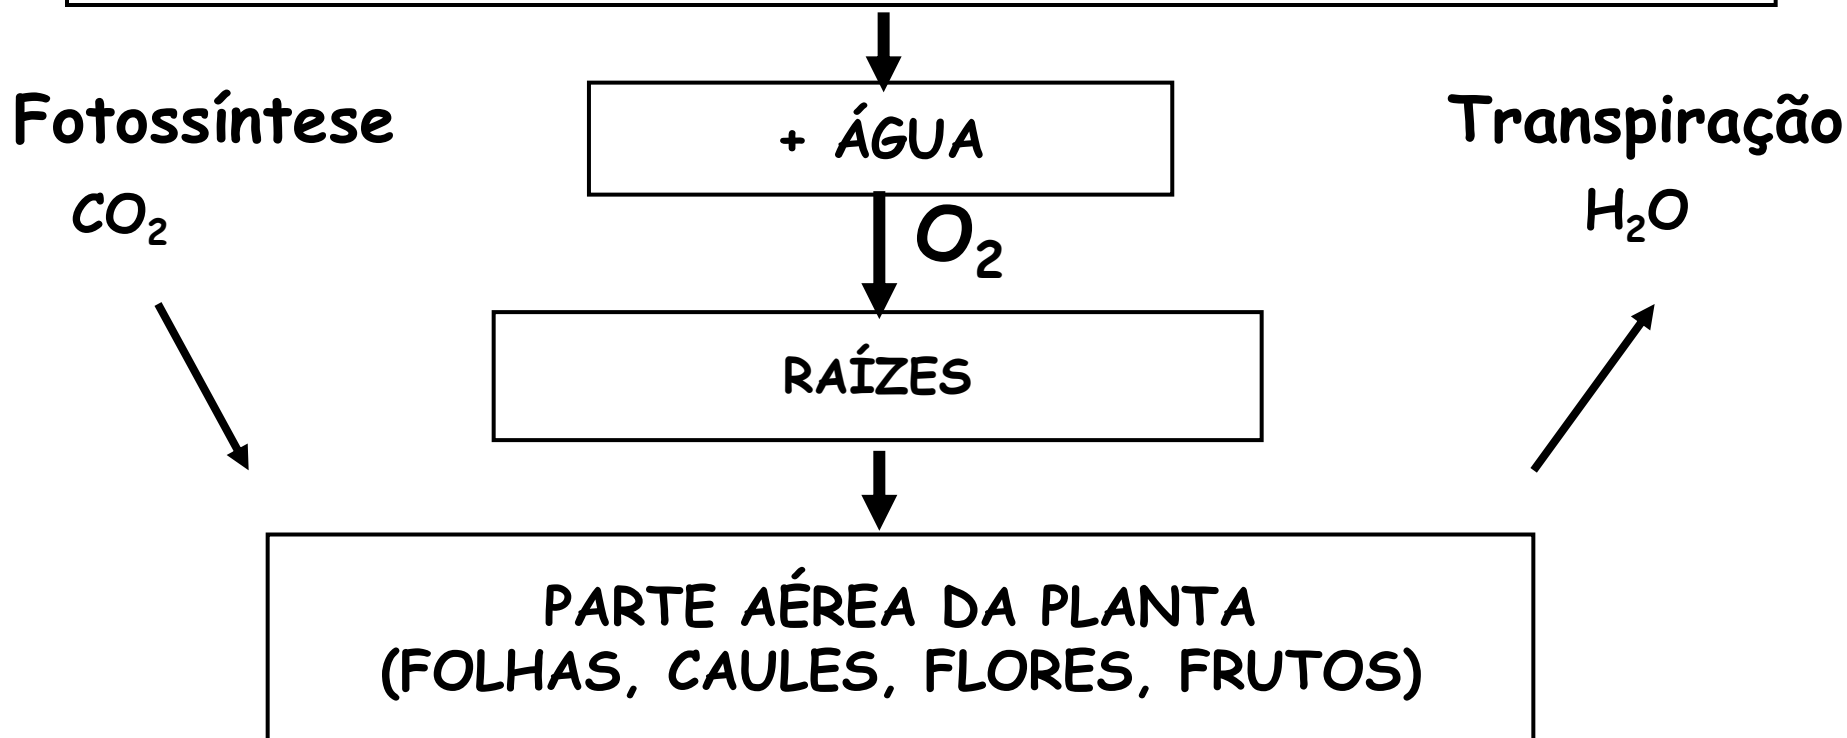 Fotossíntese
CO₂
+ ÁGUA
O₂
Transpiração
H₂O
RAÍZES
PARTE AÉREA DA PLANTA
(FOLHAS, CAULES, FLORES, FRUTOS)